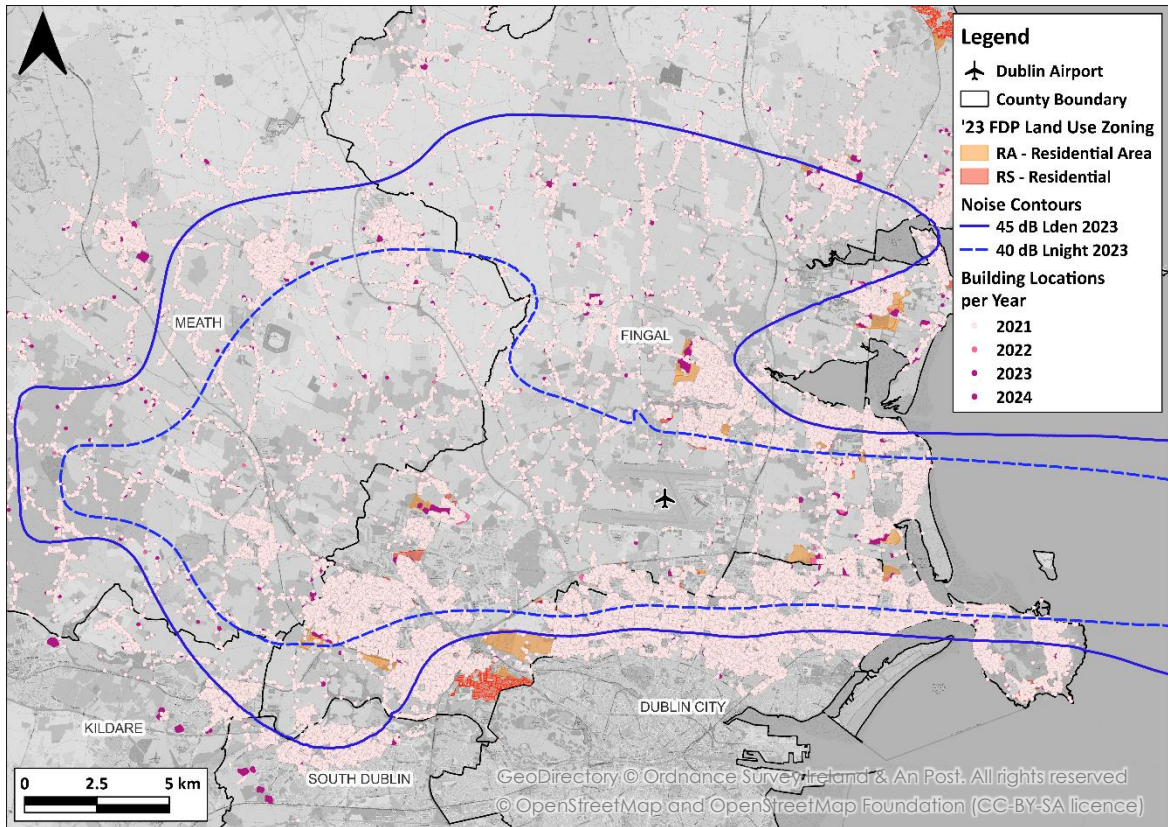 Legend
Dublin Airport
County Boundary
'23 FDP Land Use Zoning
RA - Residential Area
RS - Residential
Noise Contours
45 dB Lden 2023
40 dB Lnight 2023
Building Locations
per Year
2021
2022
2023
2024
MEATH
FINGAL
KILDARE
DUBLIN CITY
SOUTH DUBLIN
0 2.5 5 km
GeoDirectory © Ordnance Survey Ireland & An Post. All rights reserved
© OpenStreetMap and OpenStreetMap Foundation (CC-BY-SA licence)